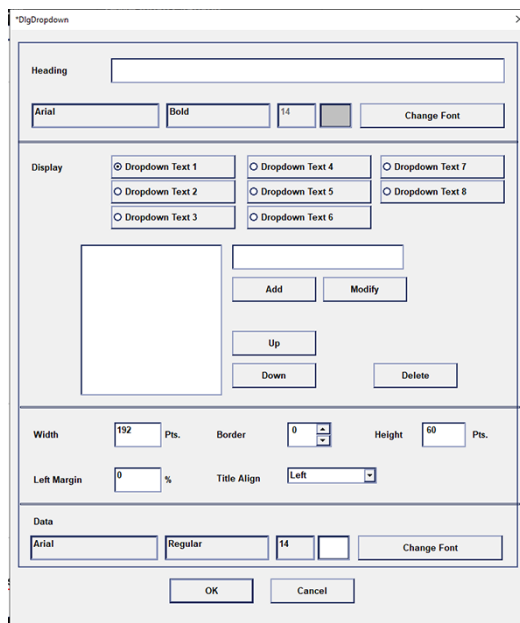 *DlgDropdown
Heading
Arial Bold 14 Change Font
Display Dropdown Text 1 Dropdown Text 4 Dropdown Text 7
Dropdown Text 2 Dropdown Text 5 Dropdown Text 8
Dropdown Text 3 Dropdown Text 6
Add Modify
Up
Down Delete
Width 192 Pts. Border 0 Height 60 Pts.
Left Margin 0 % Title Align Left
Data
Arial Regular 14 Change Font
OK Cancel